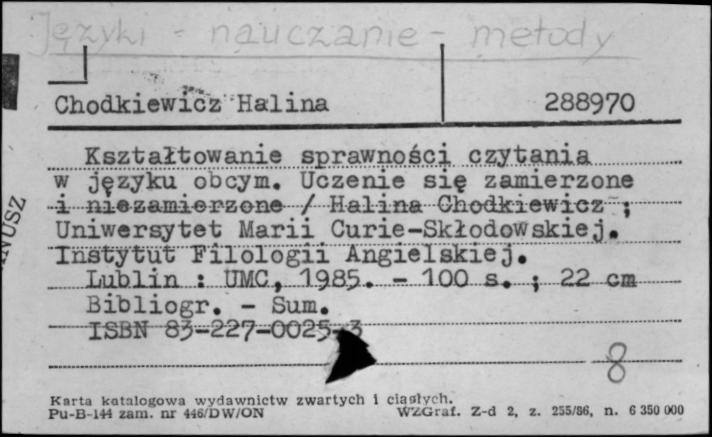 Języki - nauczanie - metody
Chodkiewicz Halina 288970
Kształtowanie sprawności czytania
w języku obcym. Uczenie się zamierzone
i niezamierzone / Halina Chodkiewicz ;
Uniwersytet Marii Curie-Skłodowskiej.
Instytut Filologii Angielskiej.
Lublin : UMC, 1985. - 100 s. ; 22 cm
Bibliogr. - Sum.
ISBN 83-227-0025-3
8
Karta katalogowa wydawnictw zwartych i ciągłych.
Pu-B-144 zam. nr 446/DW/ON WZGraf. Z-d 2, z. 255/86, n. 6 350 000